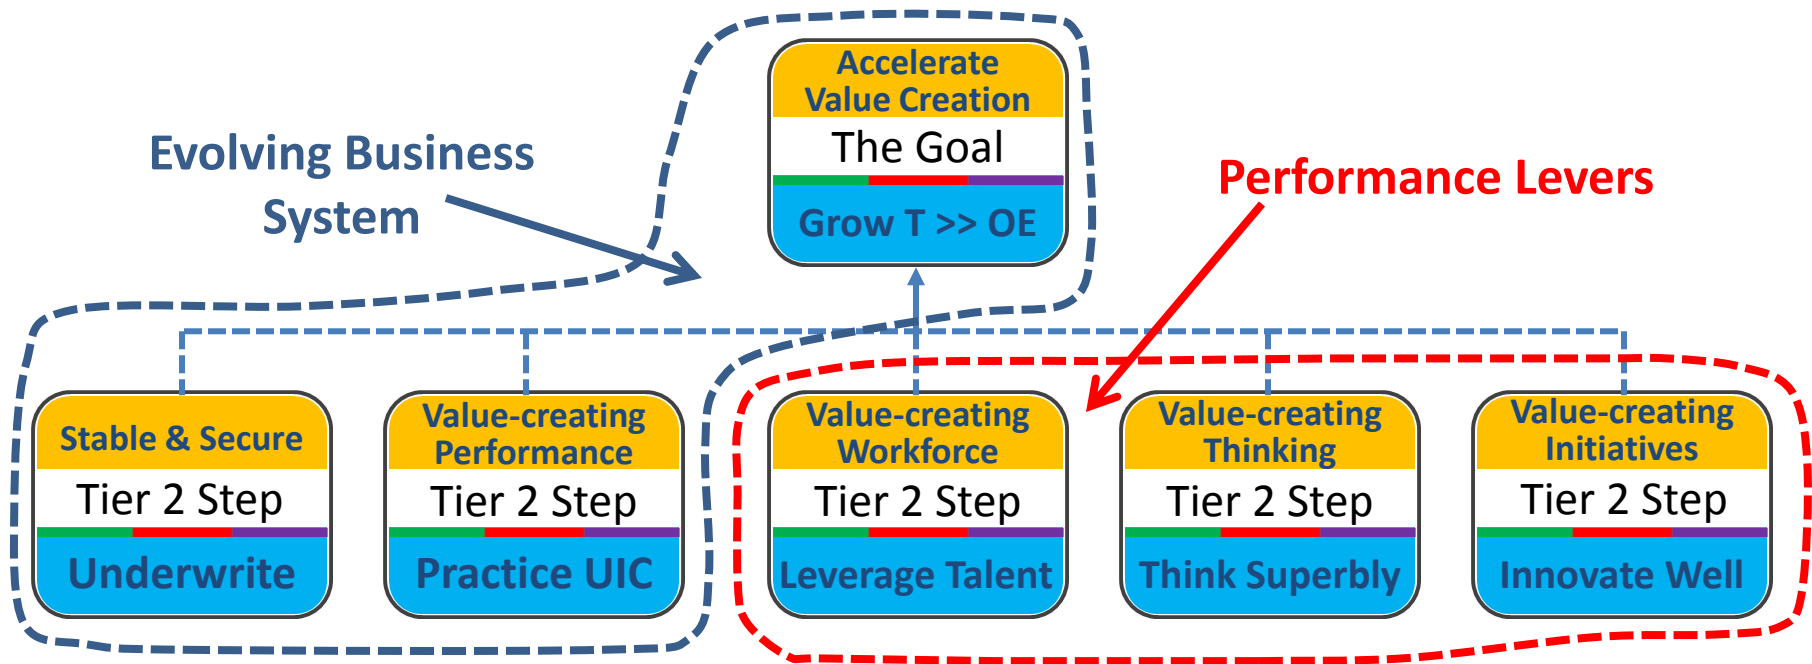 Accelerate
Value Creation
The Goal
Grow T >> OE
Evolving Business
System
Performance Levers
Stable & Secure
Tier 2 Step
Underwrite
Value-creating
Performance
Tier 2 Step
Practice UIC
Value-creating
Workforce
Tier 2 Step
Leverage Talent
Value-creating
Thinking
Tier 2 Step
Think Superbly
Value-creating
Initiatives
Tier 2 Step
Innovate Well